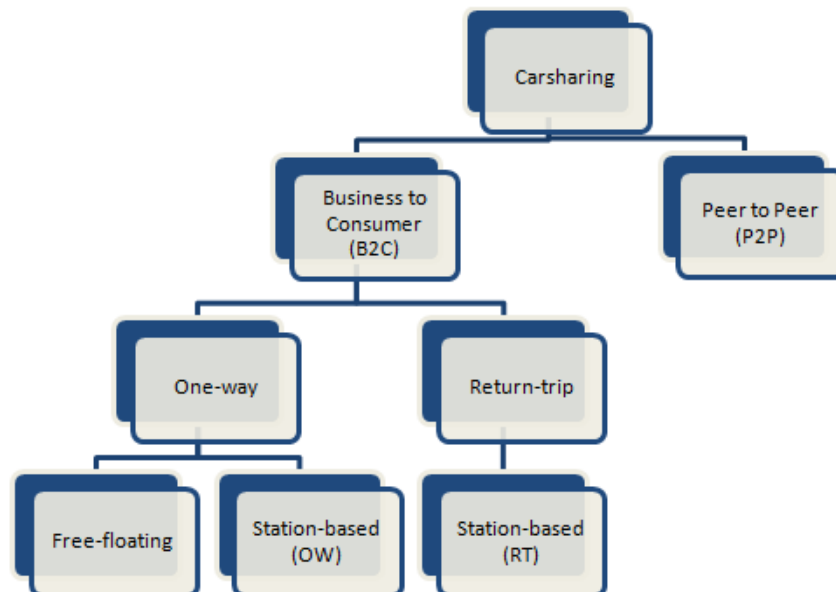 Carsharing
Business to
Consumer
(B2C)
Peer to Peer
(P2P)
One-way
Return-trip
Free-floating
Station-based
(OW)
Station-based
(RT)